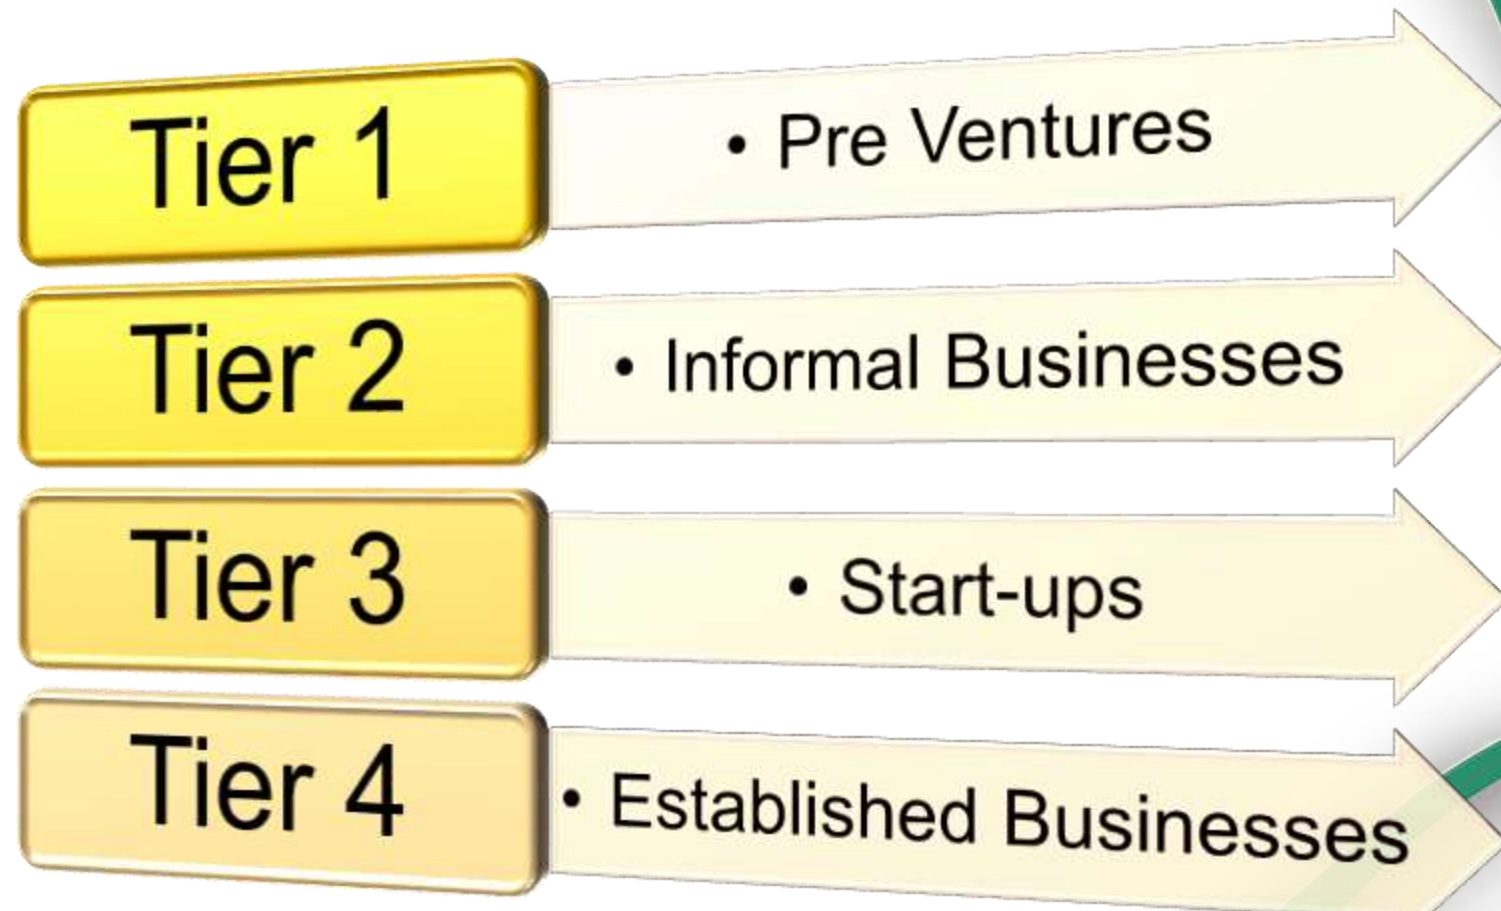 Tier 1
• Pre Ventures
Tier 2
• Informal Businesses
Tier 3
• Start-ups
Tier 4
• Established Businesses